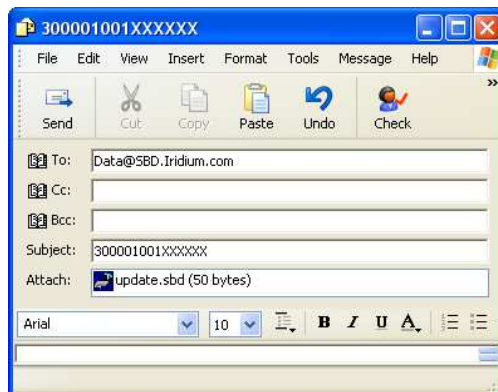 300001001XXXXXX
File Edit View Insert Format Tools Message Help
Send Cut Copy Paste Undo Check
To: Data@SBD.Iridium.com
Cc:
Bcc:
Subject: 300001001XXXXXX
Attach: update.sbd (50 bytes)
Arial 10 B I U A